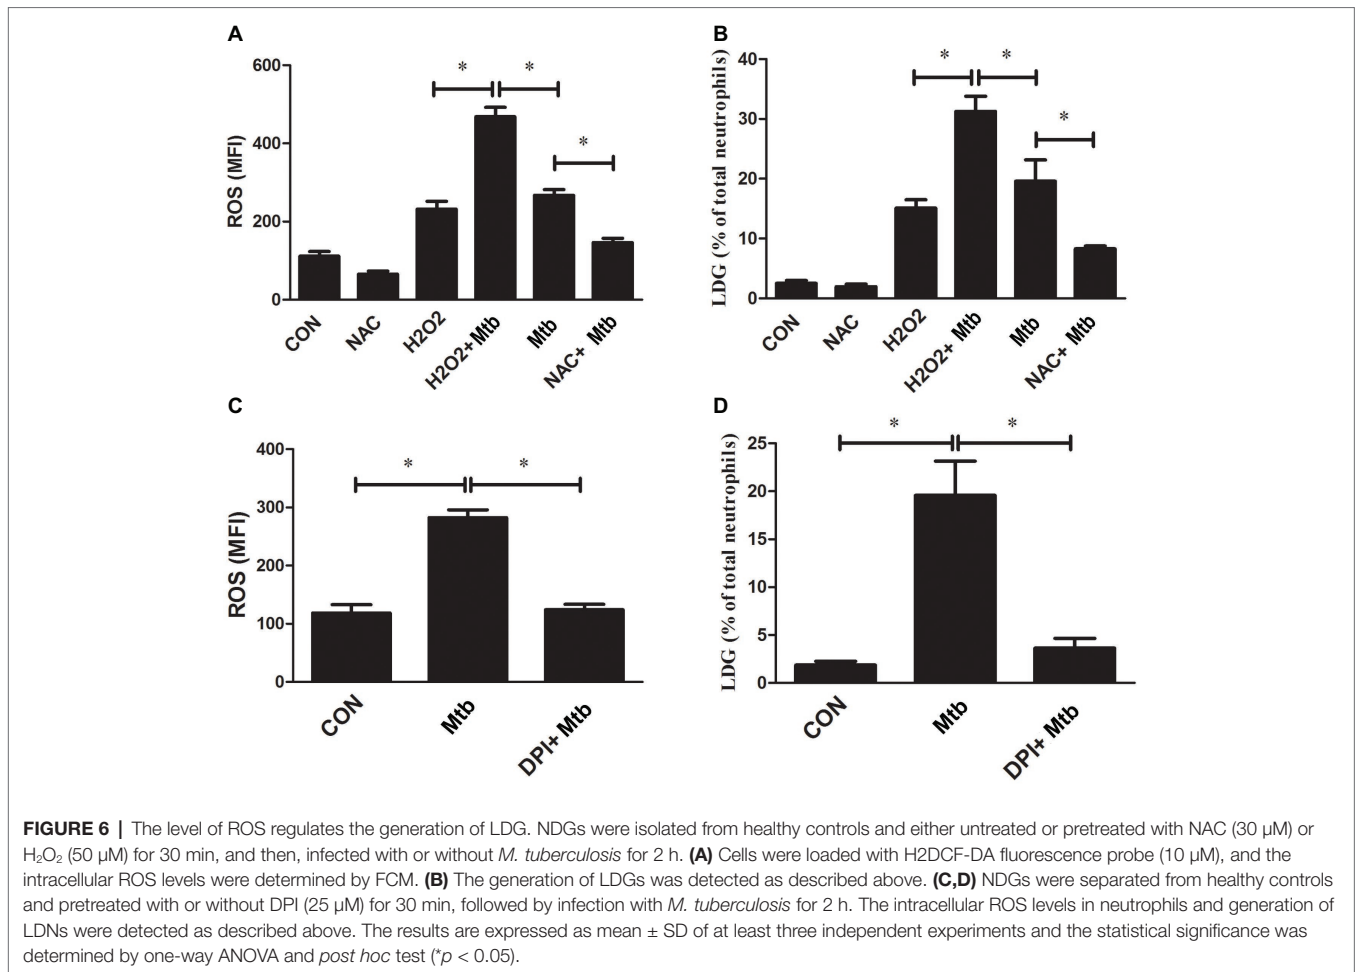 A
ROS (MFI)
600
400
200
0
* *
*
CON
NAC
H2O2
H2O2+ Mtb
Mtb
NAC+ Mtb
B
LDG (% of total neutrophils)
40
30
20
10
0
* *
*
CON
NAC
H2O2
H2O2+ Mtb
Mtb
NAC+ Mtb
C
ROS (MFI)
400
300
200
100
0
* *
CON
Mtb
DPI+ Mtb
D
LDG (% of total neutrophils)
25
20
15
10
5
0
* *
CON
Mtb
DPI+ Mtb
FIGURE 6 | The level of ROS regulates the generation of LDG. NDGs were isolated from healthy controls and either untreated or pretreated with NAC (30 μM) or
H₂O₂ (50 μM) for 30 min, and then, infected with or without M. tuberculosis for 2 h. (A) Cells were loaded with H2DCF-DA fluorescence probe (10 μM), and the
intracellular ROS levels were determined by FCM. (B) The generation of LDGs was detected as described above. (C,D) NDGs were separated from healthy controls
and pretreated with or without DPI (25 μM) for 30 min, followed by infection with M. tuberculosis for 2 h. The intracellular ROS levels in neutrophils and generation of
LDNs were detected as described above. The results are expressed as mean ± SD of at least three independent experiments and the statistical significance was
determined by one-way ANOVA and post hoc test (*p < 0.05).